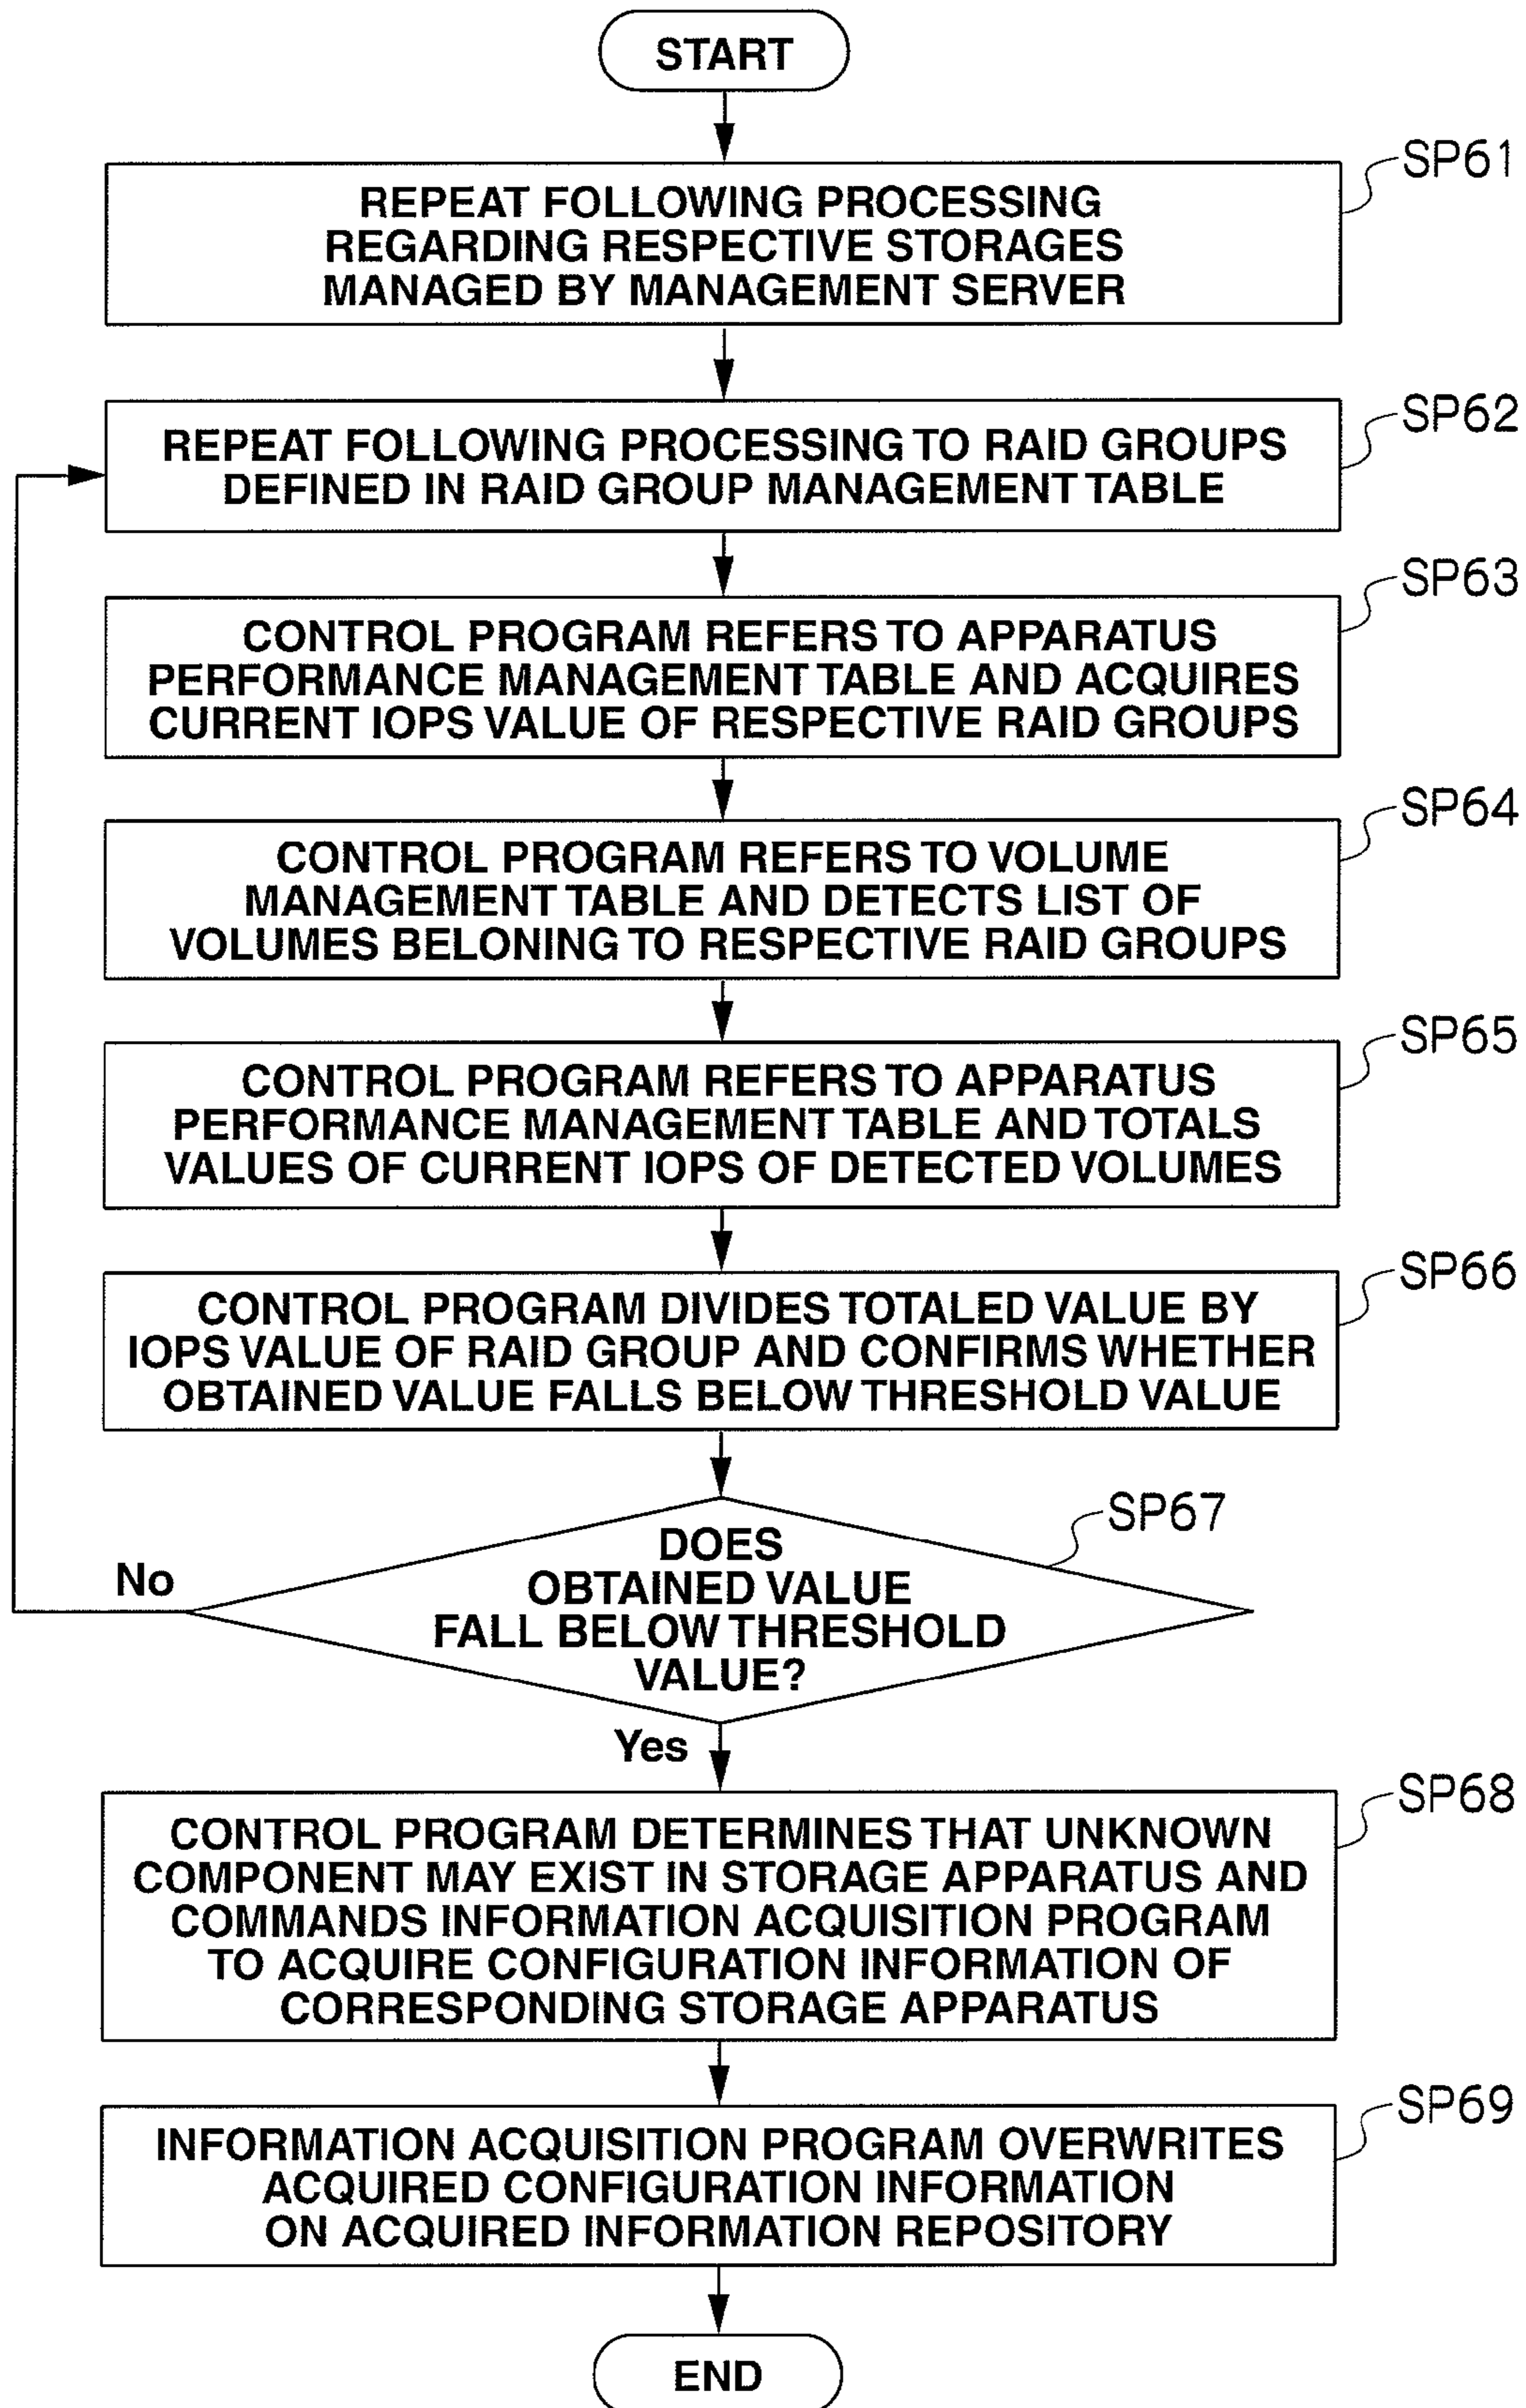 START
SP61
REPEAT FOLLOWING PROCESSING
REGARDING RESPECTIVE STORAGES
MANAGED BY MANAGEMENT SERVER
SP62
REPEAT FOLLOWING PROCESSING TO RAID GROUPS
DEFINED IN RAID GROUP MANAGEMENT TABLE
SP63
CONTROL PROGRAM REFERS TO APPARATUS
PERFORMANCE MANAGEMENT TABLE AND ACQUIRES
CURRENT IOPS VALUE OF RESPECTIVE RAID GROUPS
SP64
CONTROL PROGRAM REFERS TO VOLUME
MANAGEMENT TABLE AND DETECTS LIST OF
VOLUMES BELONING TO RESPECTIVE RAID GROUPS
SP65
CONTROL PROGRAM REFERS TO APPARATUS
PERFORMANCE MANAGEMENT TABLE AND TOTALS
VALUES OF CURRENT IOPS OF DETECTED VOLUMES
SP66
CONTROL PROGRAM DIVIDES TOTALED VALUE BY
IOPS VALUE OF RAID GROUP AND CONFIRMS WHETHER
OBTAINED VALUE FALLS BELOW THRESHOLD VALUE
SP67
DOES
OBTAINED VALUE
FALL BELOW THRESHOLD
VALUE?
No
Yes
SP68
CONTROL PROGRAM DETERMINES THAT UNKNOWN
COMPONENT MAY EXIST IN STORAGE APPARATUS AND
COMMANDS INFORMATION ACQUISITION PROGRAM
TO ACQUIRE CONFIGURATION INFORMATION OF
CORRESPONDING STORAGE APPARATUS
SP69
INFORMATION ACQUISITION PROGRAM OVERWRITES
ACQUIRED CONFIGURATION INFORMATION
ON ACQUIRED INFORMATION REPOSITORY
END